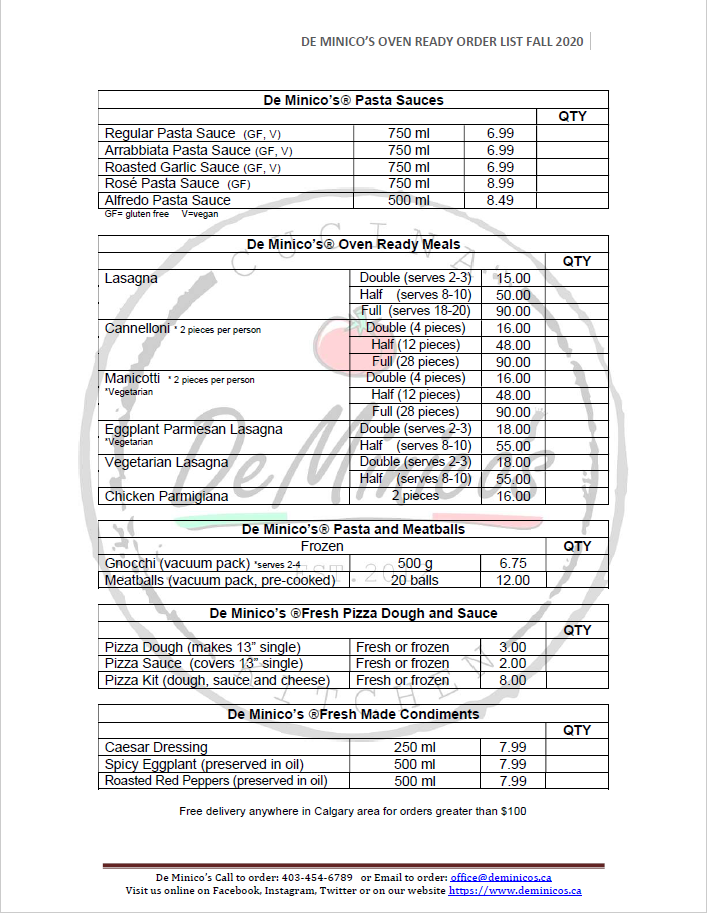 DE MINICO'S OVEN READY ORDER LIST FALL 2020
De Minico's® Pasta Sauces
QTY
Regular Pasta Sauce (GF, V) 750 ml 6.99
Arrabbiata Pasta Sauce (GF, V) 750 ml 6.99
Roasted Garlic Sauce (GF, V) 750 ml 6.99
Rosé Pasta Sauce (GF) 750 ml 8.99
Alfredo Pasta Sauce 500 ml 8.49
GF= gluten free V=vegan
CUCINA
De Minico's® Oven Ready Meals
QTY
Lasagna Double (serves 2-3) 15.00
Half (serves 8-10) 50.00
Full (serves 18-20) 90.00
Cannelloni * 2 pieces per person Double (4 pieces) 16.00
Half (12 pieces) 48.00
Full (28 pieces) 90.00
Manicotti * 2 pieces per person Double (4 pieces) 16.00
*Vegetarian Half (12 pieces) 48.00
Full (28 pieces) 90.00
Eggplant Parmesan Lasagna Double (serves 2-3) 18.00
*Vegetarian Half (serves 8-10) 55.00
Vegetarian Lasagna Double (serves 2-3) 18.00
Half (serves 8-10) 55.00
Chicken Parmigiana 2 pieces 16.00
DeMinico's
De Minico's® Pasta and Meatballs
Frozen QTY
Gnocchi (vacuum pack) *serves 2-4 500 g 6.75
Meatballs (vacuum pack, pre-cooked) 20 balls 12.00
De Minico's ®Fresh Pizza Dough and Sauce
QTY
Pizza Dough (makes 13" single) Fresh or frozen 3.00
Pizza Sauce (covers 13" single) Fresh or frozen 2.00
Pizza Kit (dough, sauce and cheese) Fresh or frozen 8.00
KITCHEN
De Minico's ®Fresh Made Condiments
QTY
Caesar Dressing 250 ml 7.99
Spicy Eggplant (preserved in oil) 500 ml 7.99
Roasted Red Peppers (preserved in oil) 500 ml 7.99
Free delivery anywhere in Calgary area for orders greater than $100
De Minico's Call to order: 403-454-6789 or Email to order: office@deminicos.ca
Visit us online on Facebook, Instagram, Twitter or on our website https://www.deminicos.ca